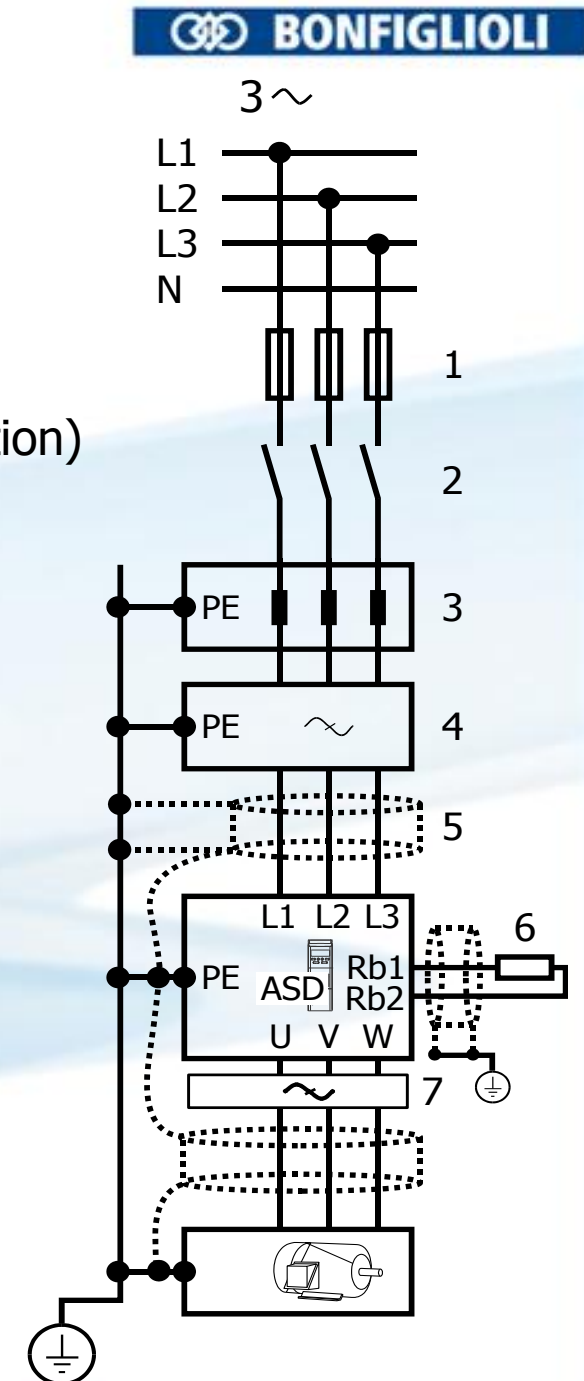 BONFIGLIOLI
3～
L1
L2
L3
N
1
tion)
2
PE
3
PE
4
5
L1 L2 L3
6
PE
ASD
Rb1
Rb2
U V W
7